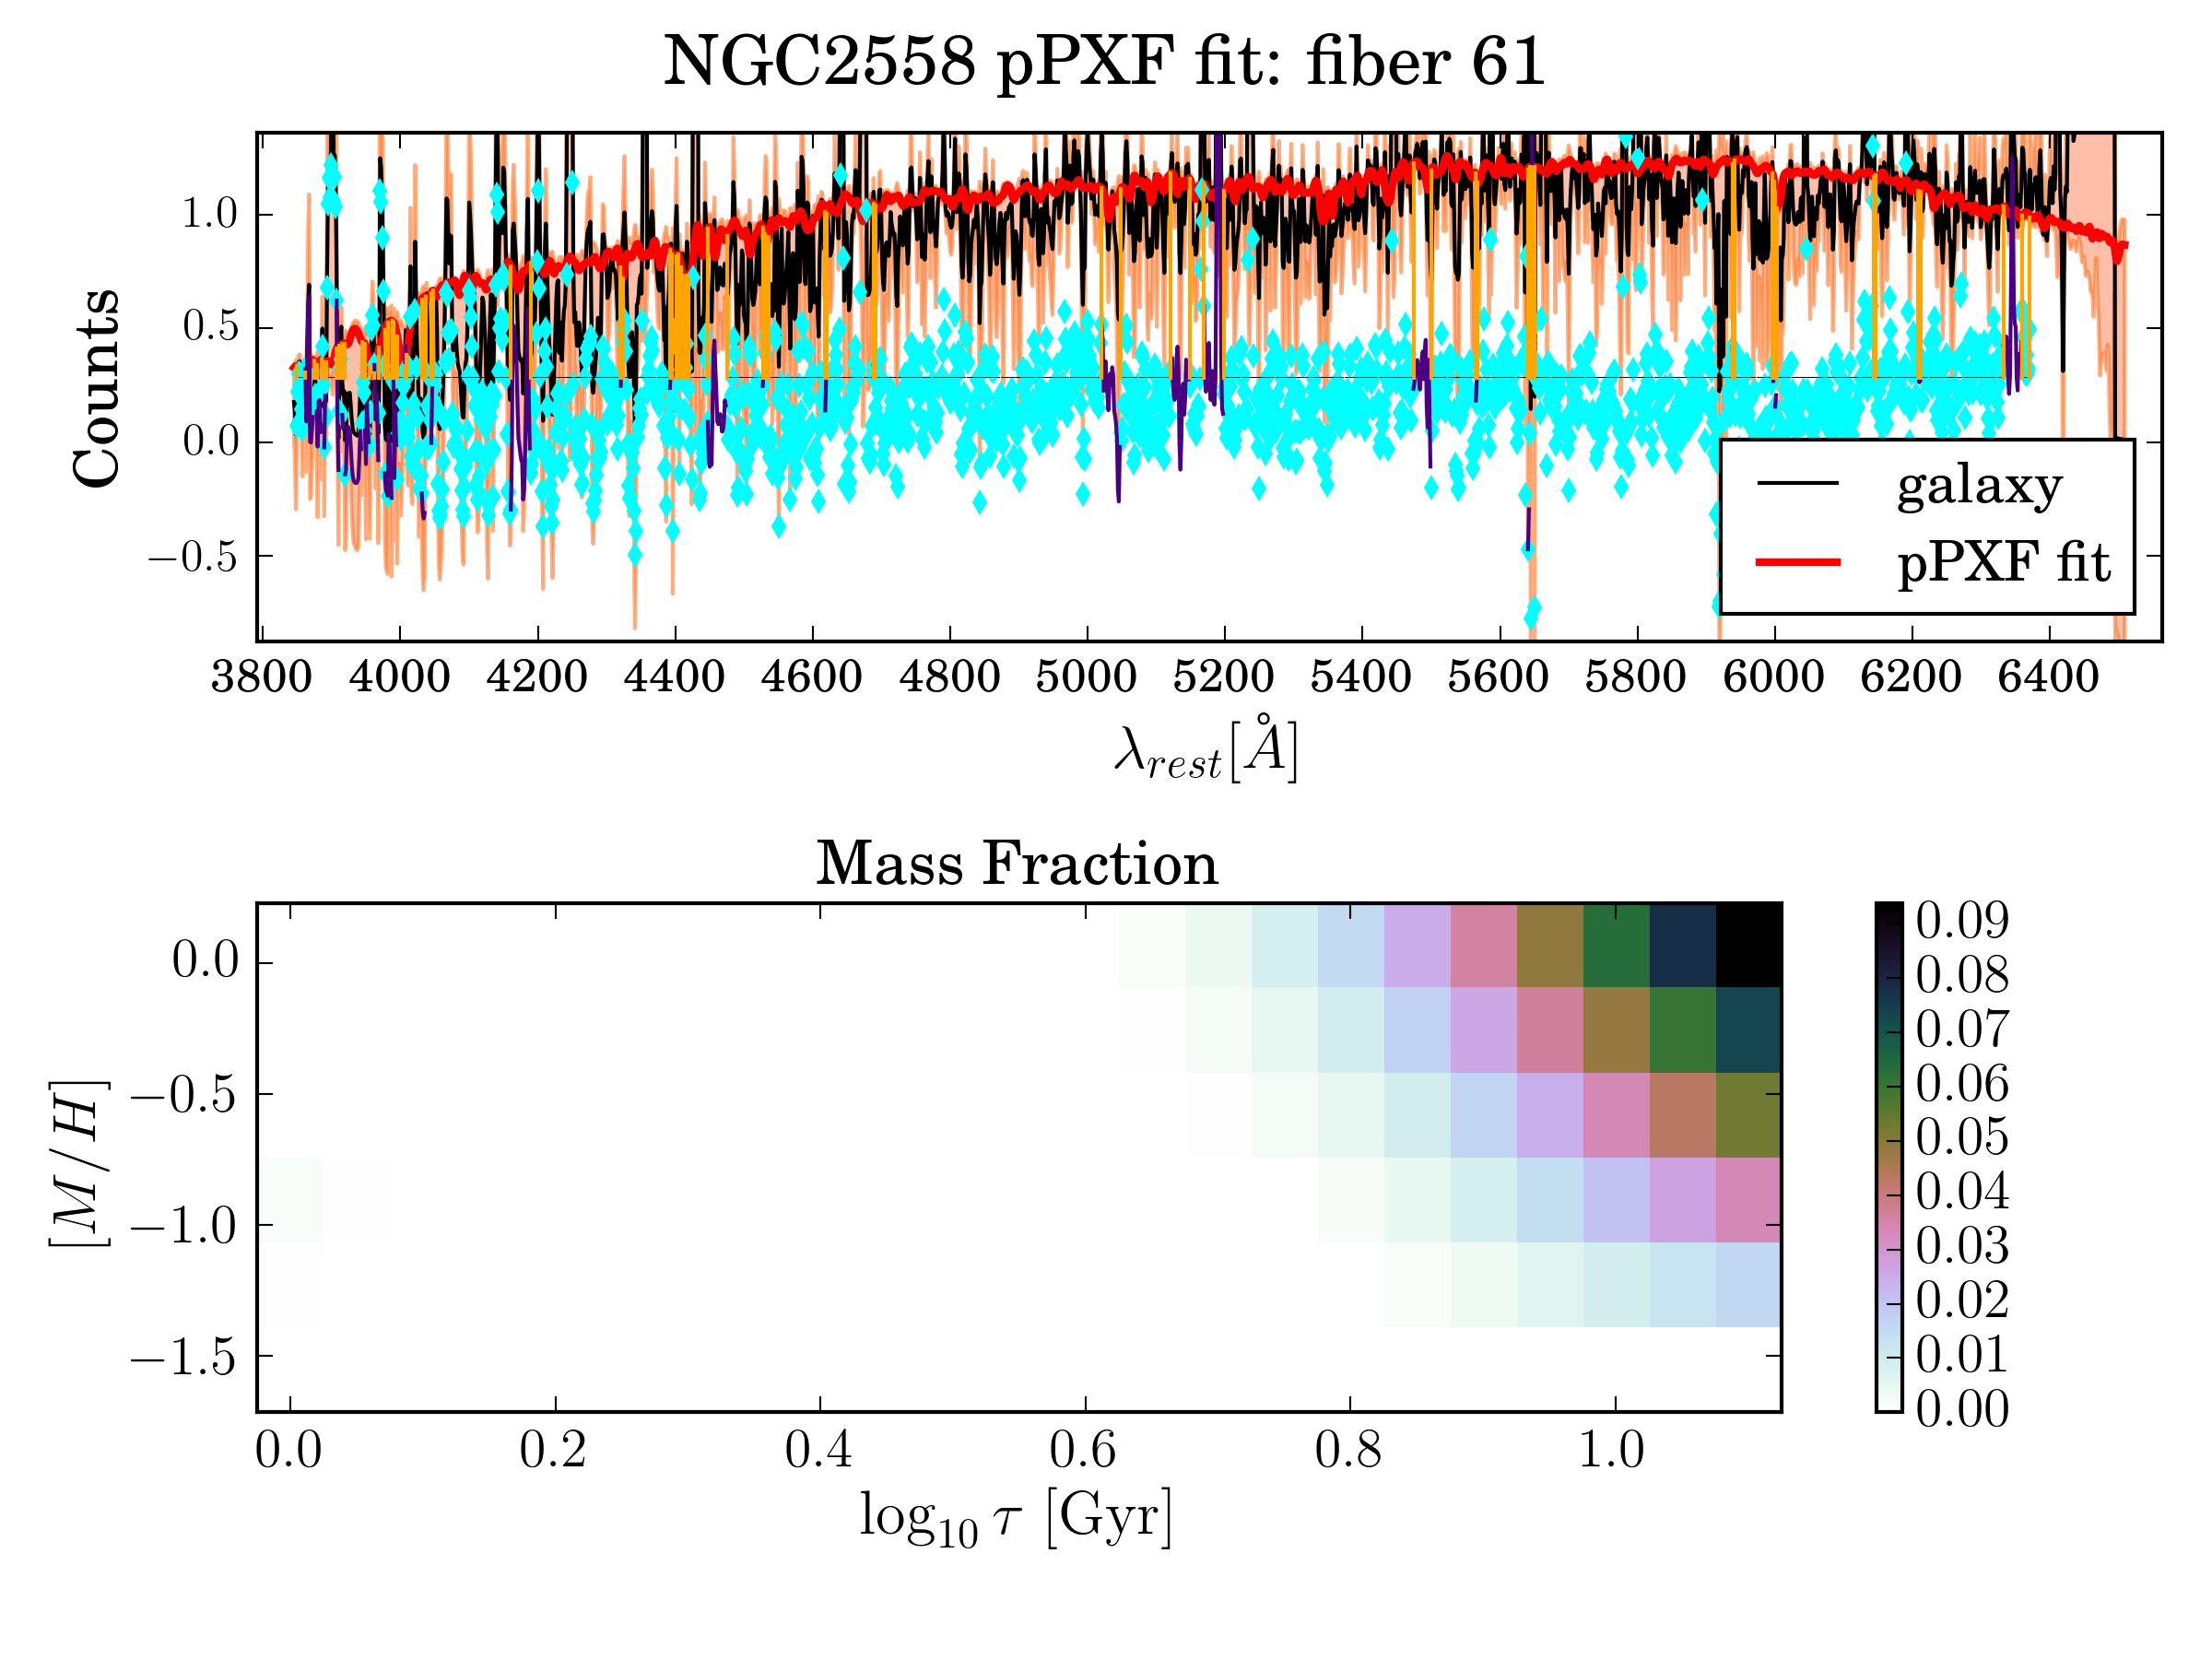 NGC2558 pPXF fit: fiber 61
Counts
1.0
0.5
0.0
−0.5
galaxy
pPXF fit
3800 4000 4200 4400 4600 4800 5000 5200 5400 5600 5800 6000 6200 6400
λrest[Å]
Mass Fraction
[M/H]
0.0
−0.5
−1.0
−1.5
0.0 0.2 0.4 0.6 0.8 1.0
log10 τ [Gyr]
0.09
0.08
0.07
0.06
0.05
0.04
0.03
0.02
0.01
0.00